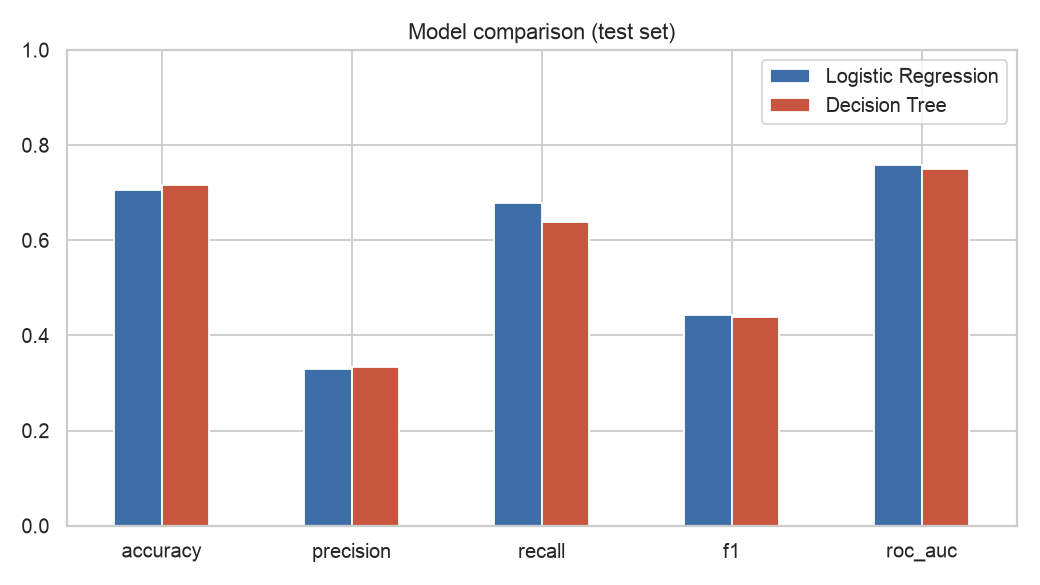 Model comparison (test set)
1.0
0.8
0.6
0.4
0.2
0.0
Logistic Regression
Decision Tree
accuracy precision recall f1 roc_auc